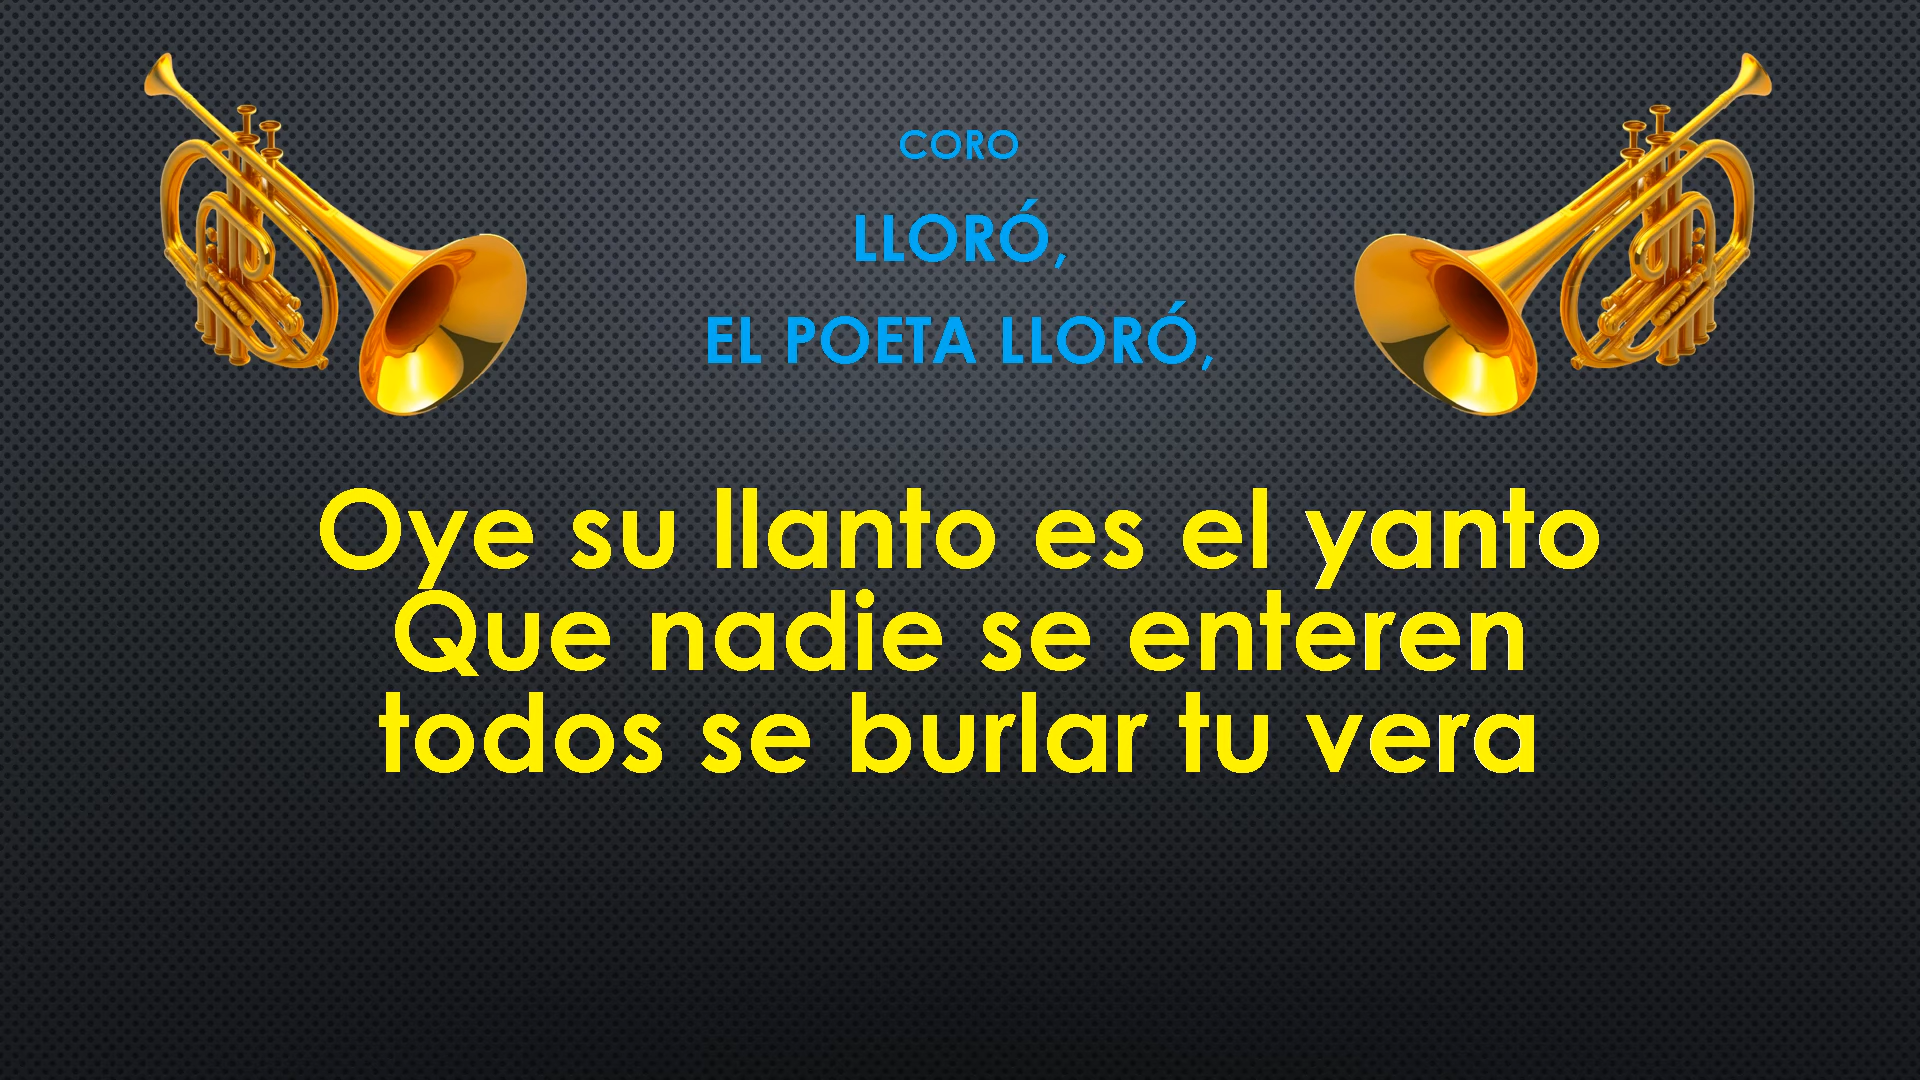 CORO
LLORÓ,
EL POETA LLORÓ,
Oye su llanto es el yanto
Que nadie se enteren
todos se burlar tu vera